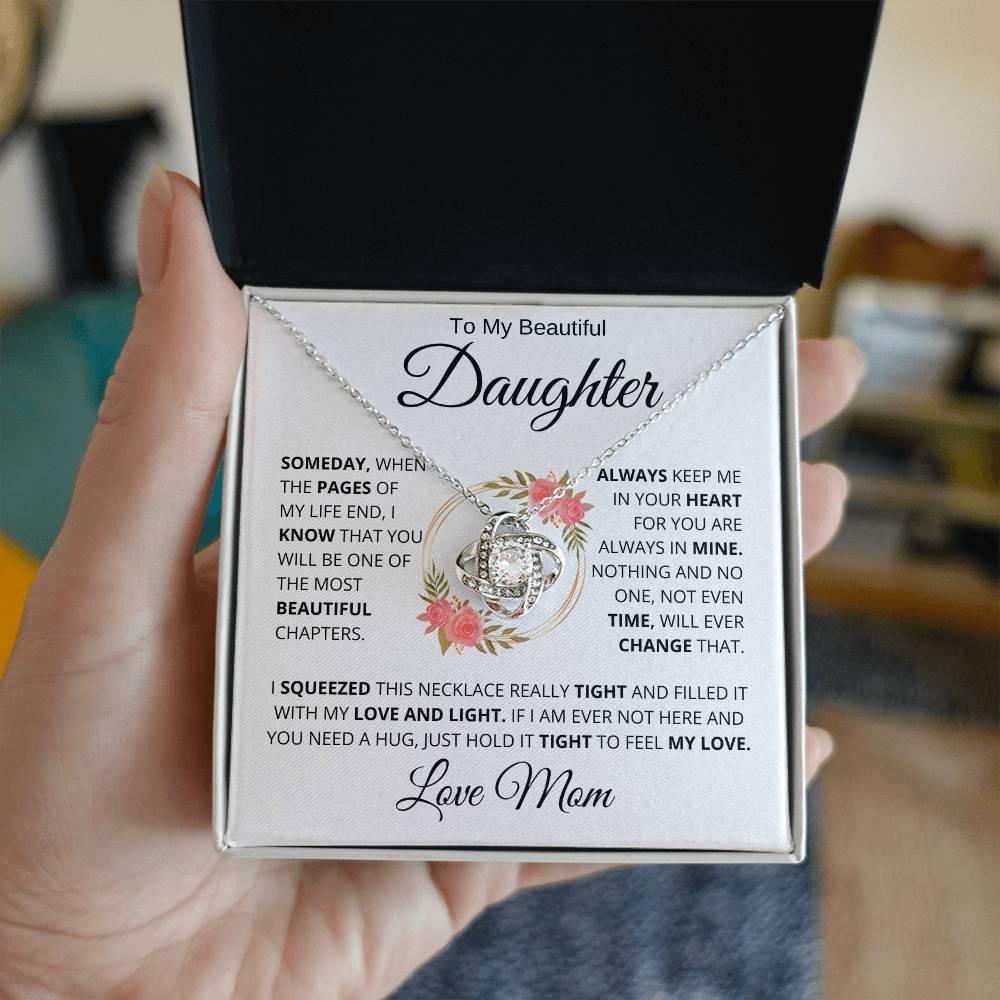 To My Beautiful
Daughter
SOMEDAY, WHEN
THE PAGES OF
MY LIFE END, I
KNOW THAT YOU
WILL BE ONE OF
THE MOST
BEAUTIFUL
CHAPTERS.
ALWAYS KEEP ME
IN YOUR HEART
FOR YOU ARE
ALWAYS IN MINE.
NOTHING AND NO
ONE, NOT EVEN
TIME, WILL EVER
CHANGE THAT.
I SQUEEZED THIS NECKLACE REALLY TIGHT AND FILLED IT
WITH MY LOVE AND LIGHT. IF I AM EVER NOT HERE AND
YOU NEED A HUG, JUST HOLD IT TIGHT TO FEEL MY LOVE.
Love Mom